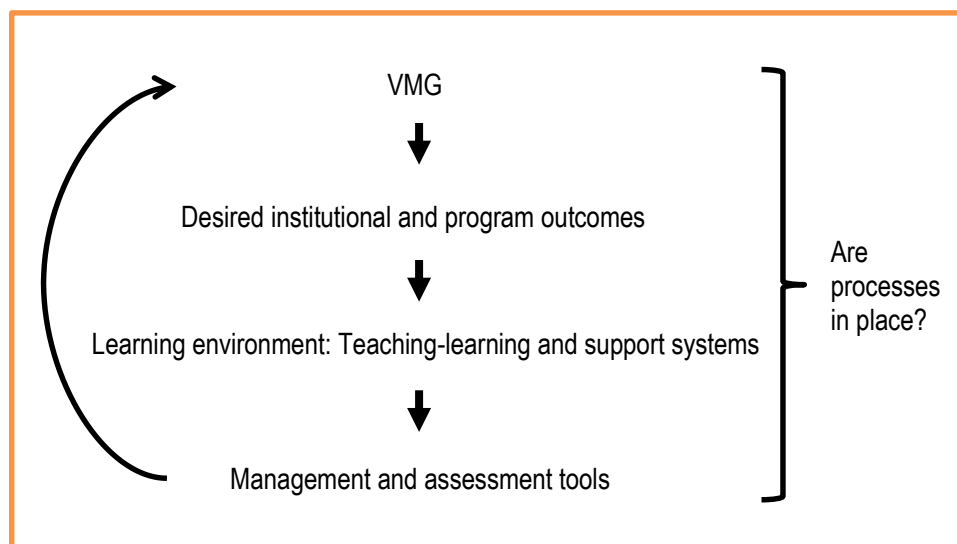 VMG
Desired institutional and program outcomes
Learning environment: Teaching-learning and support systems
Management and assessment tools
Are
processes
in place?